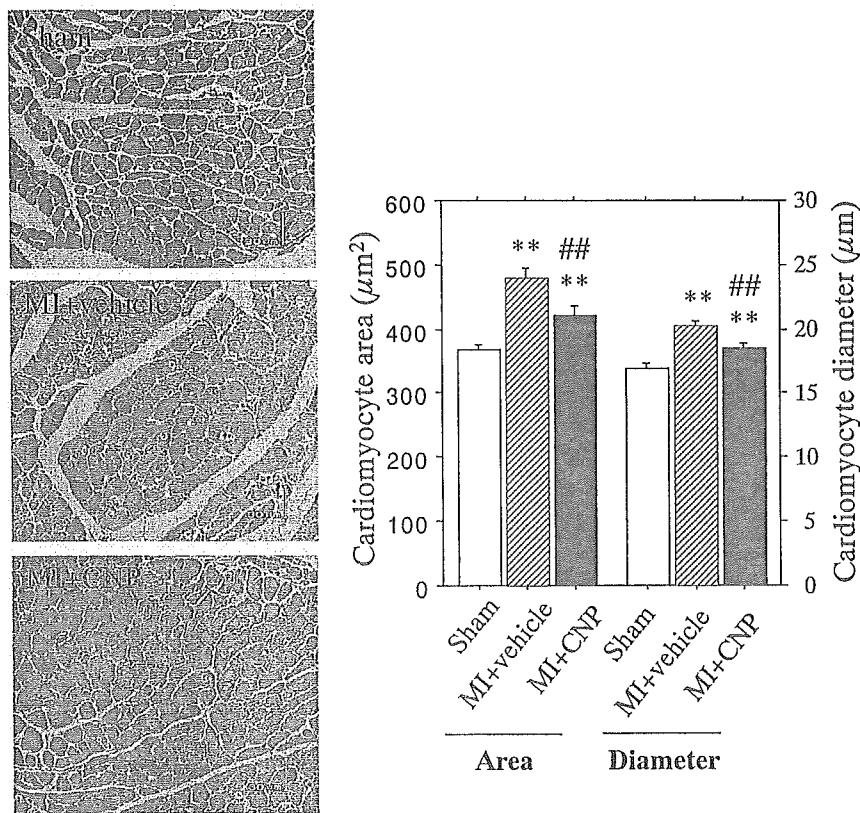 Sham
MI+vehicle
MI+CNP
Cardiomyocyte area (μm²)
600
500
400
300
200
100
0
**
##
**
**
##
**
30
25
20
15
10
5
0
Cardiomyocyte diameter (μm)
Sham
MI+vehicle
MI+CNP
Sham
MI+vehicle
MI+CNP
Area
Diameter